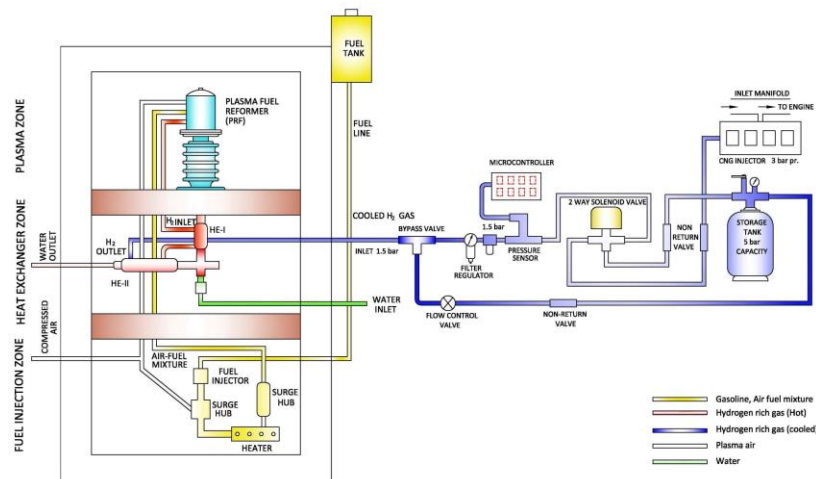 FUEL
TANK
PLASMA FUEL
REFORMER
(PRF)
FUEL
LINE
PLASMA ZONE
HEAT EXCHANGER ZONE
FUEL INJECTION ZONE
INLET MANIFOLD
TO ENGINE
CNG INJECTOR 3 bar pr.
MICROCONTROLLER
2 WAY SOLENOID VALVE
COOLED H2 GAS
BYPASS VALVE
1.5 bar
INLET 1.5 bar
FILTER
REGULATOR
PRESSURE
SENSOR
NON
RETURN
VALVE
STORAGE
TANK
5 bar
CAPACITY
H2 INLET
HE-I
H2
OUTLET
WATER
OUTLET
HE-II
WATER
INLET
FLOW CONTROL
VALVE
NON-RETURN
VALVE
COMPRESSED
AIR
AIR-FUEL
MIXTURE
FUEL
INJECTOR
SURGE
HUB
SURGE
HUB
HEATER
Gasoline, Air fuel mixture
Hydrogen rich gas (Hot)
Hydrogen rich gas (cooled)
Plasma air
Water